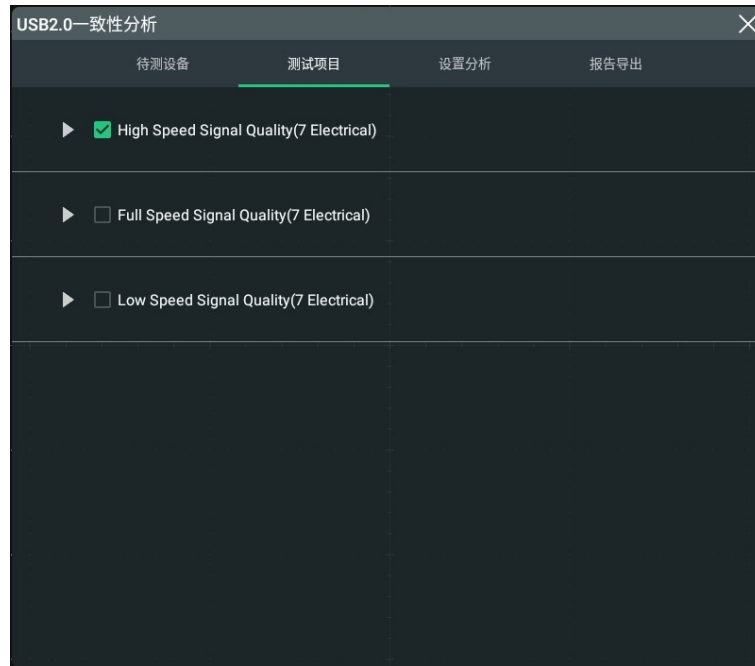 USB2.0一致性分析
待测设备 测试项目 设置分析 报告导出
High Speed Signal Quality(7 Electrical)
Full Speed Signal Quality(7 Electrical)
Low Speed Signal Quality(7 Electrical)